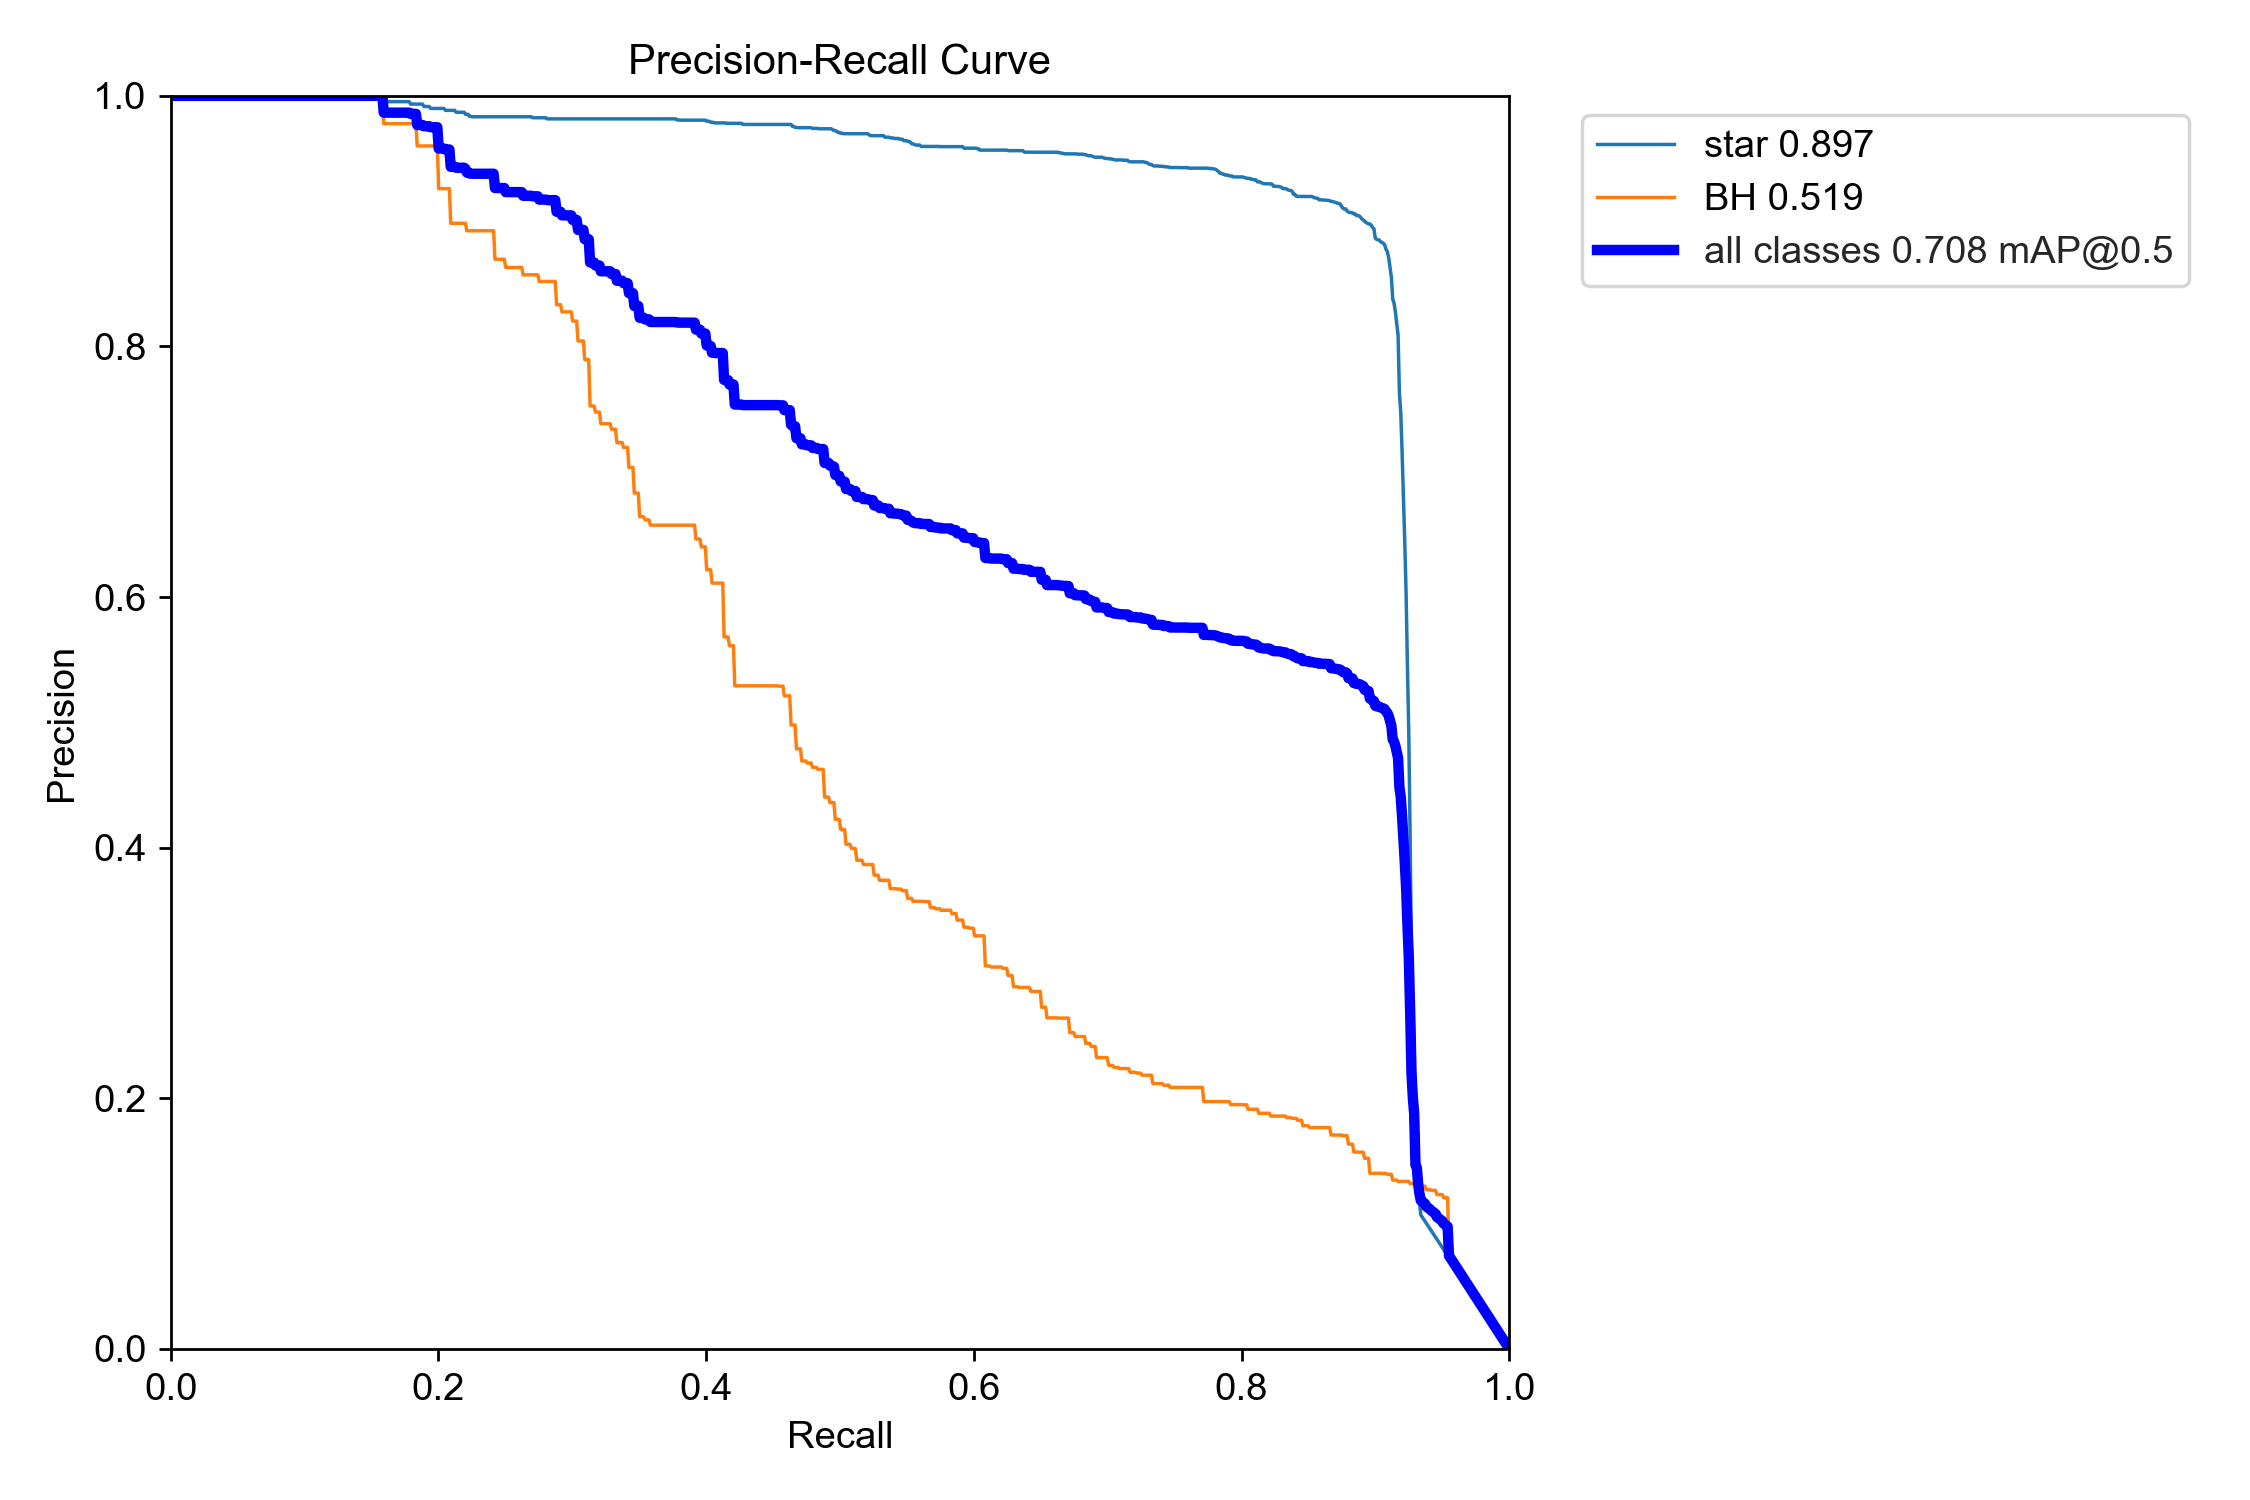 Precision-Recall Curve
1.0
0.8
0.6
0.4
0.2
0.0
Precision
0.0 0.2 0.4 0.6 0.8 1.0
Recall
star 0.897
BH 0.519
all classes 0.708 mAP@0.5